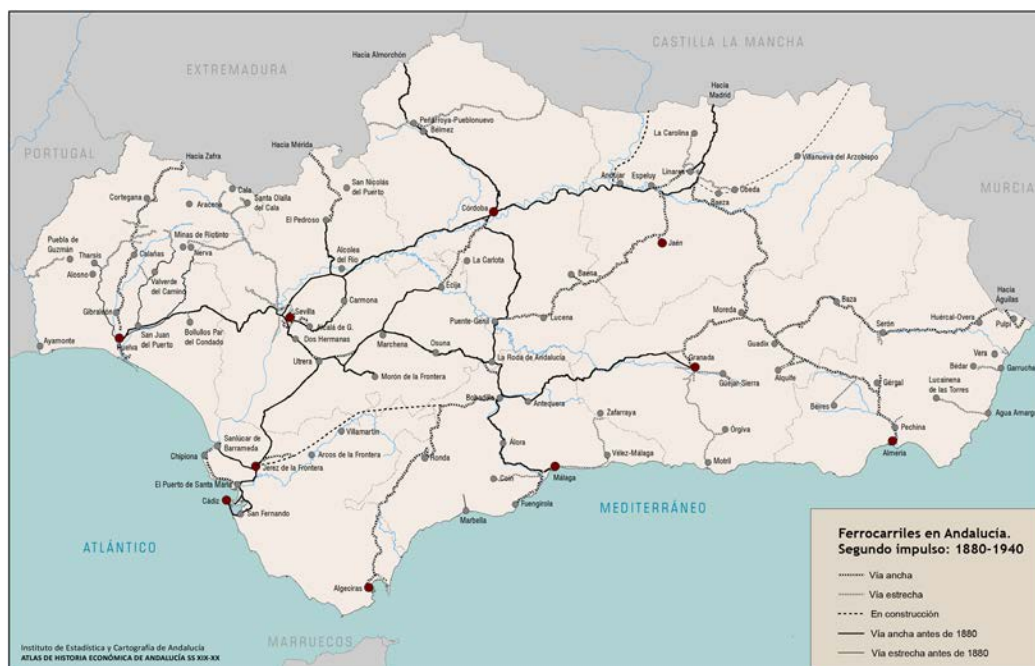 CASTILLA LA MANCHA
EXTREMADURA
PORTUGAL
MURCIA
Hacia Almorchón
Hacia
Madrid
Peñarroya-Pueblonuevo
Bélmez
La Carolina
Hacia Zafra
Hacia Mérida
Villanueva del Arzobispo
Linares
Andújar
Espeluy
Úbeda
Baeza
Cala
San Nicolás
del Puerto
Cortegana
Aracena
Santa Olalla
del Cala
Córdoba
El Pedroso
Minas de Riotinto
Nerva
Jaén
Puebla de
Guzmán
Tharsis
Alosno
Calañas
Alcolea
del Río
La Carlota
Baesa
Valverde
del Camino
Écija
Carmona
Hacia
Águilas
Baza
Gibraleón
Sevilla
Puente-Genil
Lucena
Moreda
Serón
Huércal-Overa
Pulpí
San Juan
del Puerto
Bollullos Par
del Condado
Alcalá de G.
Dos Hermanas
Marchena
Huelva
Ayamonte
Osuna
Guadix
Vera
Utrera
La Roda de Andalucía
Granada
Bédar
Garrucha
Morón de la Frontera
Güejar-Sierra
Alquife
Gérgal
Lucainena
de las Torres
Bobadilla
Antequera
Zafarraya
Béires
Agua Amarga
Sanlúcar de
Barrameda
Villamartín
Órgiva
Pechina
Álora
Almería
Chipiona
Arcos de la Frontera
Ronda
Vélez-Málaga
Jerez de la Frontera
Málaga
Motril
El Puerto de Santa María
Coín
Cádiz
Fuengirola
San Fernando
Marbella
MEDITERRÁNEO
ATLÁNTICO
Algeciras
MARRUECOS
Ferrocarriles en Andalucía.
Segundo impulso: 1880-1940
Vía ancha
Vía estrecha
En construcción
Vía ancha antes de 1880
Vía estrecha antes de 1880
Instituto de Estadística y Cartografía de Andalucía
ATLAS DE HISTORIA ECONÓMICA DE ANDALUCÍA SS XIX-XX